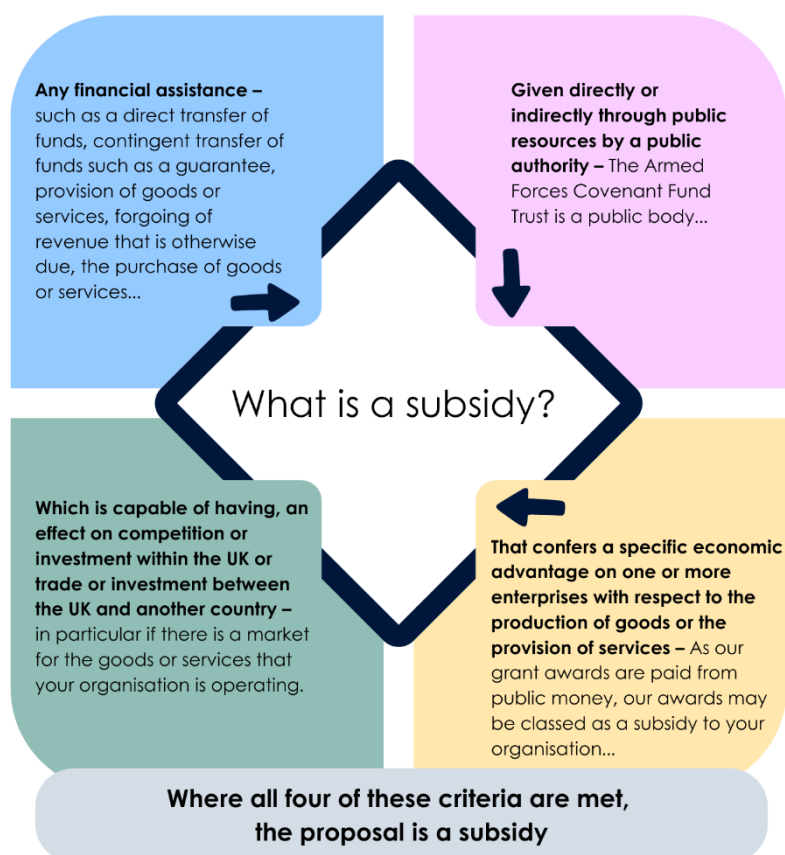 Any financial assistance –
such as a direct transfer of
funds, contingent transfer of
funds such as a guarantee,
provision of goods or
services, forgoing of
revenue that is otherwise
due, the purchase of goods
or services...
Given directly or
indirectly through public
resources by a public
authority – The Armed
Forces Covenant Fund
Trust is a public body...
What is a subsidy?
Which is capable of having, an
effect on competition or
investment within the UK or
trade or investment between
the UK and another country –
in particular if there is a market
for the goods or services that
your organisation is operating.
That confers a specific economic
advantage on one or more
enterprises with respect to the
production of goods or the
provision of services – As our
grant awards are paid from
public money, our awards may
be classed as a subsidy to your
organisation...
Where all four of these criteria are met,
the proposal is a subsidy